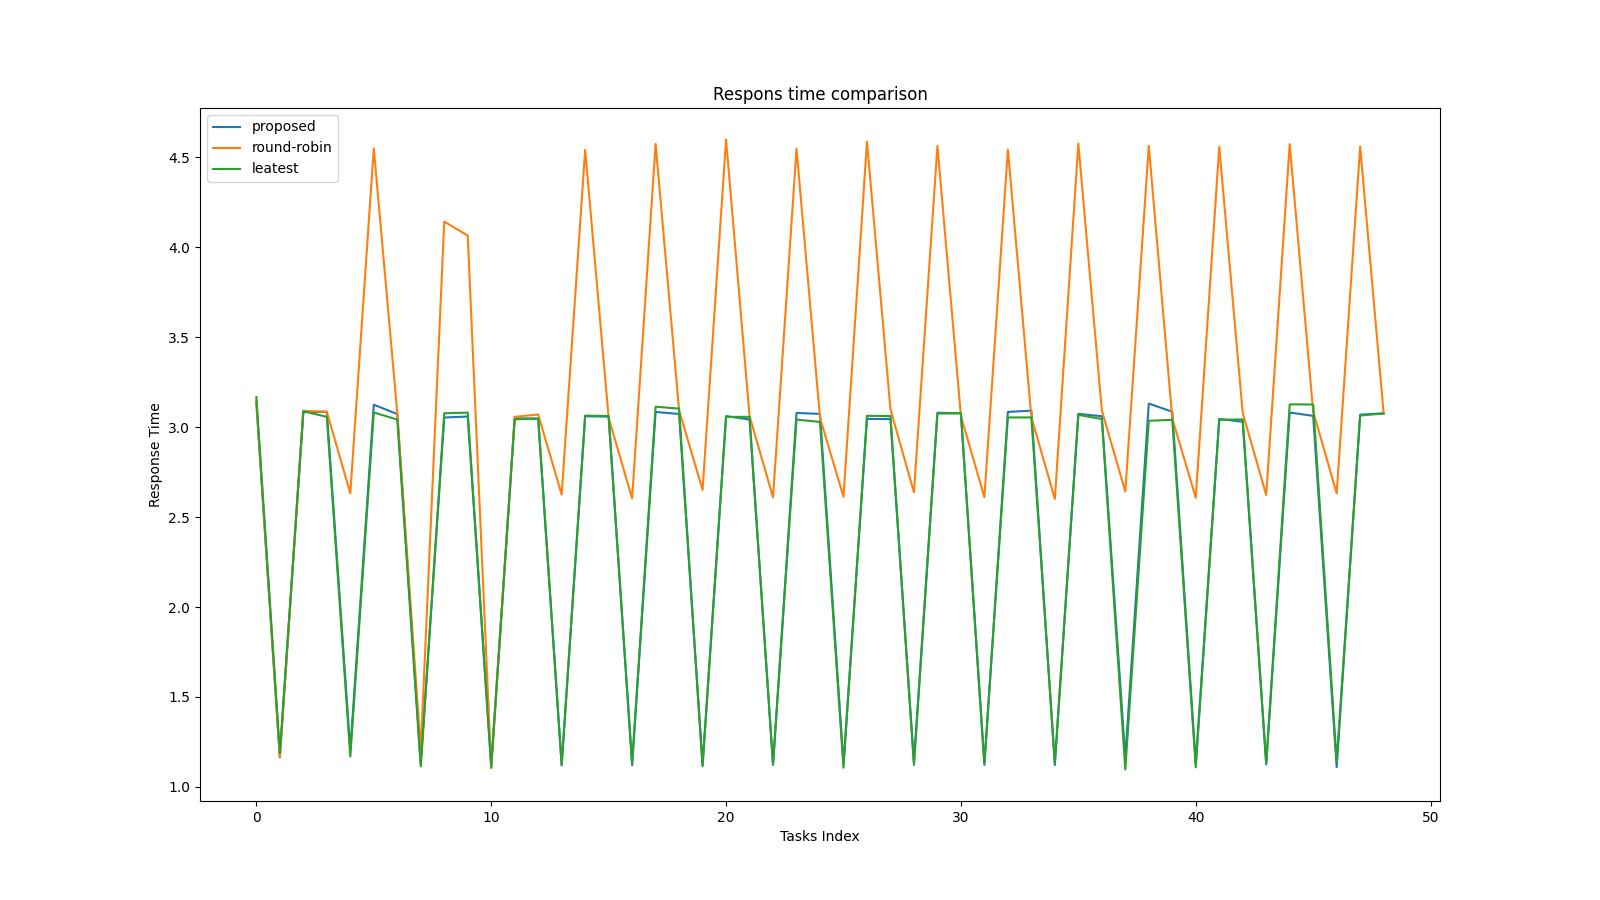 Respons time comparison
proposed
round-robin
leatest
4.5
4.0
3.5
3.0
2.5
2.0
1.5
1.0
Response Time
0 10 20 30 40 50
Tasks Index